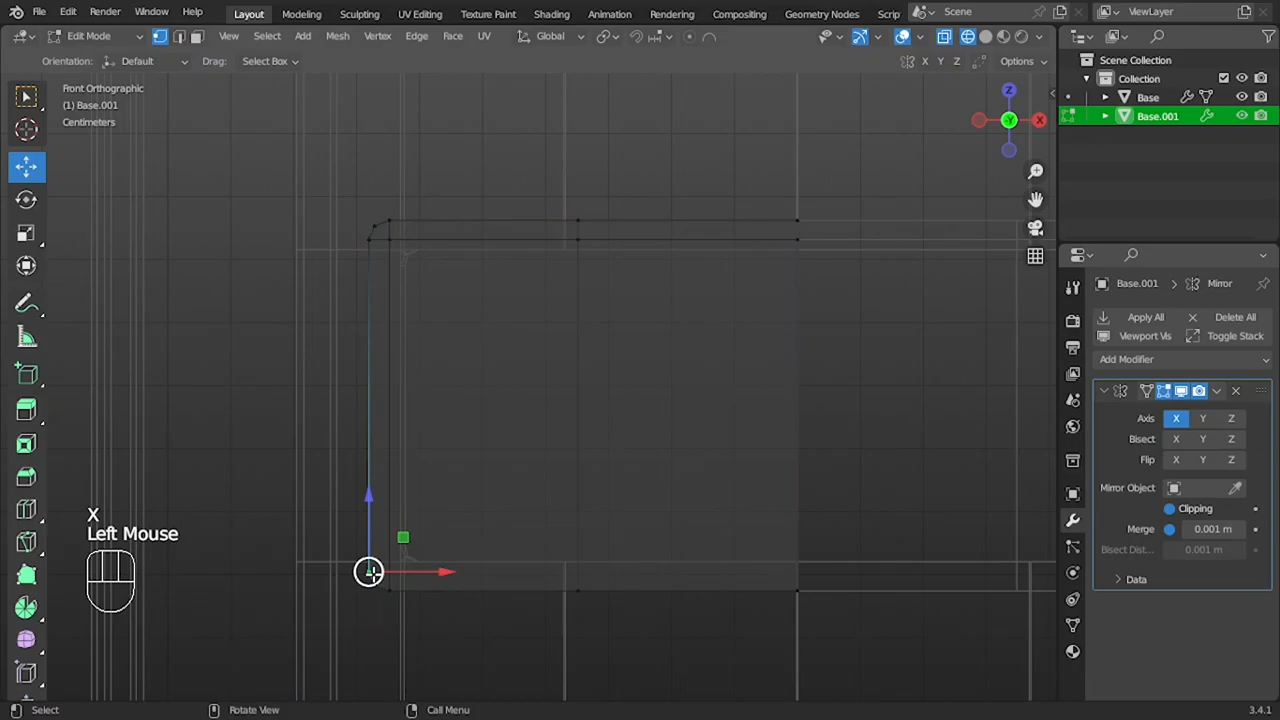 File Edit Render Window Help Layout Modeling Sculpting UV Editing Texture Paint Shading Animation Rendering Compositing Geometry Nodes Scrip Scene ViewLayer
Edit Mode View Select Add Mesh Vertex Edge Face UV Global
Orientation: Default Drag: Select Box X Y Z Options
Front Orthographic
(1) Base.001
Centimeters
Z
-Y
X
Scene Collection
Collection
Base
Base.001
Base.001 > Mirror
Apply All Delete All
Viewport Vis Toggle Stack
Add Modifier
Axis X Y Z
Bisect X Y Z
Flip X Y Z
Mirror Object
Clipping
Merge 0.001 m
Bisect Dist... 0.001 m
Data
X
Left Mouse
Select Rotate View Call Menu 3.4.1